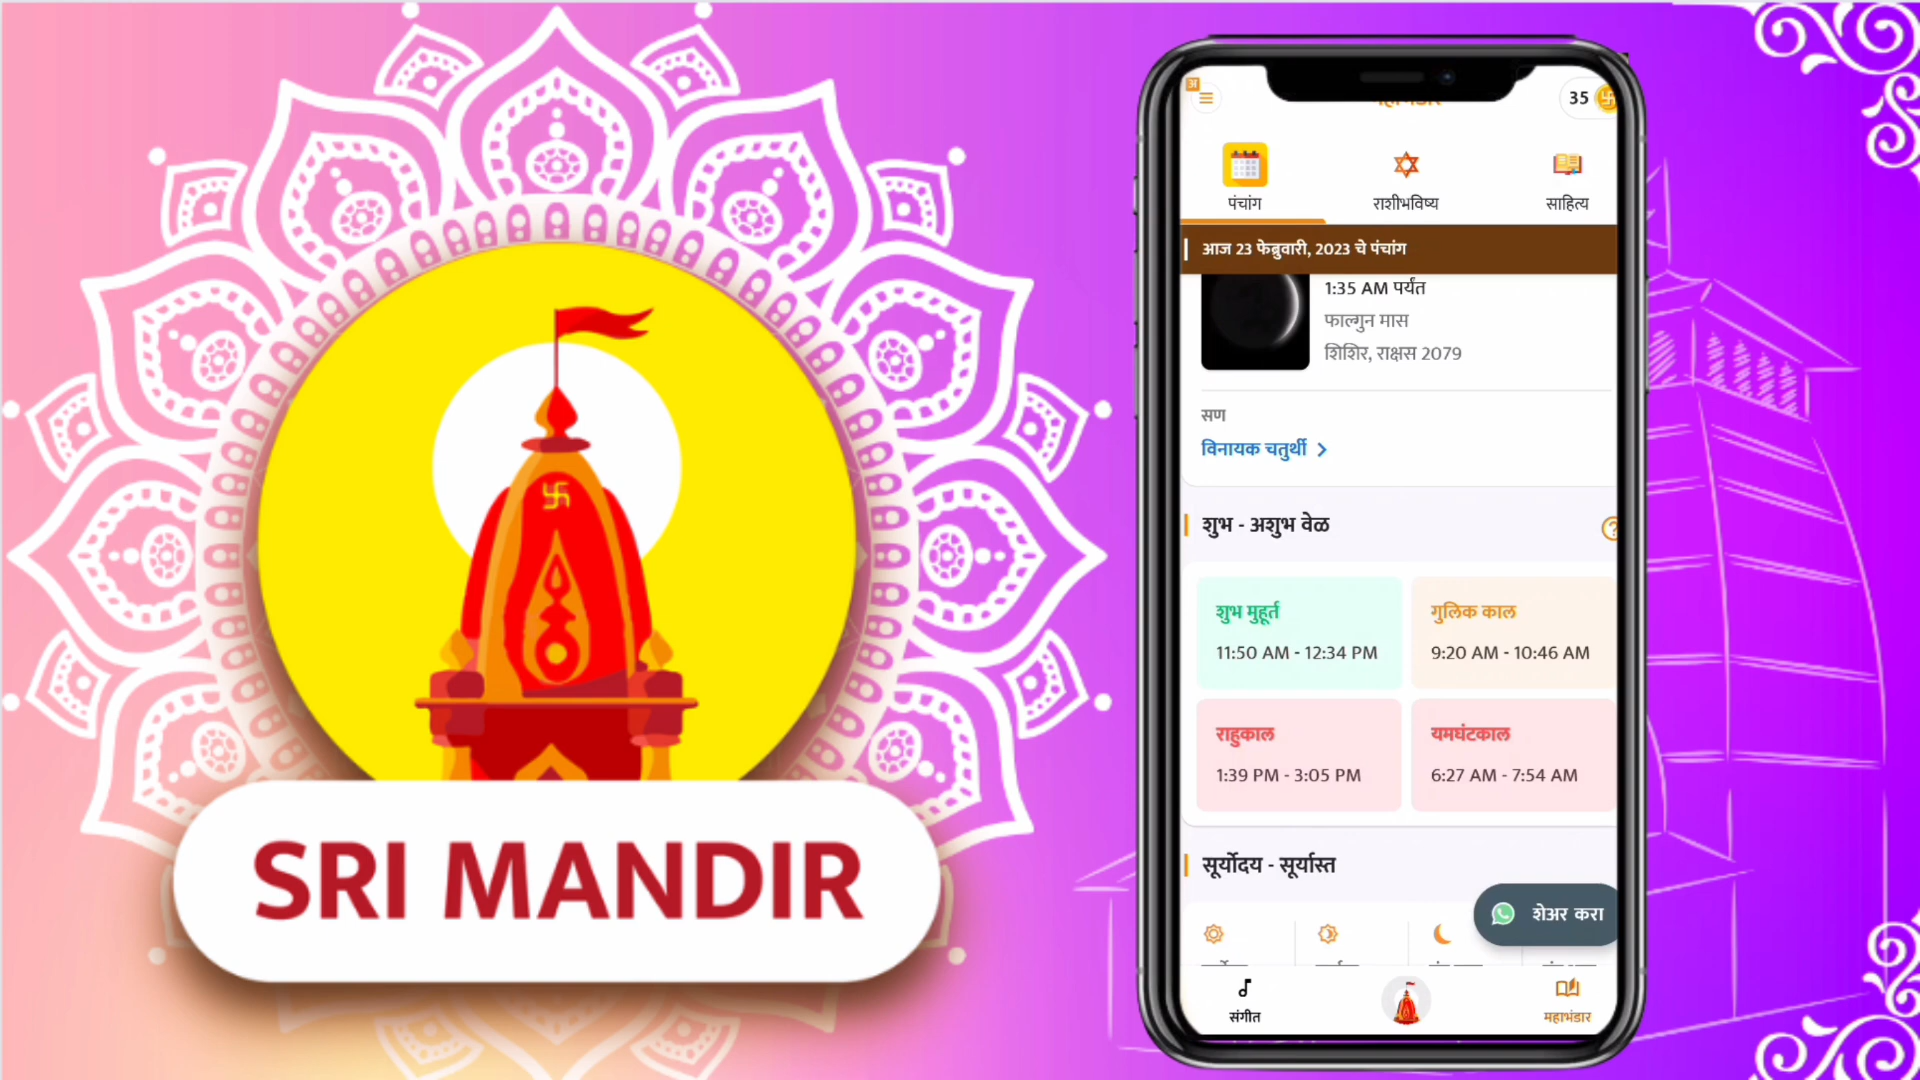 SRI MANDIR
35
पंचांग
राशीभविष्य
साहित्य
आज 23 फेब्रुवारी, 2023 चे पंचांग
1:35 AM पर्यंत
फाल्गुन मास
शिशिर, राक्षस 2079
सण
विनायक चतुर्थी
शुभ - अशुभ वेळ
शुभ मुहूर्त
गुलिक काल
11:50 AM - 12:34 PM
9:20 AM - 10:46 AM
राहुकाल
यमघंटकाल
1:39 PM - 3:05 PM
6:27 AM - 7:54 AM
सूर्योदय - सूर्यास्त
शेअर करा
संगीत
महाभंडार